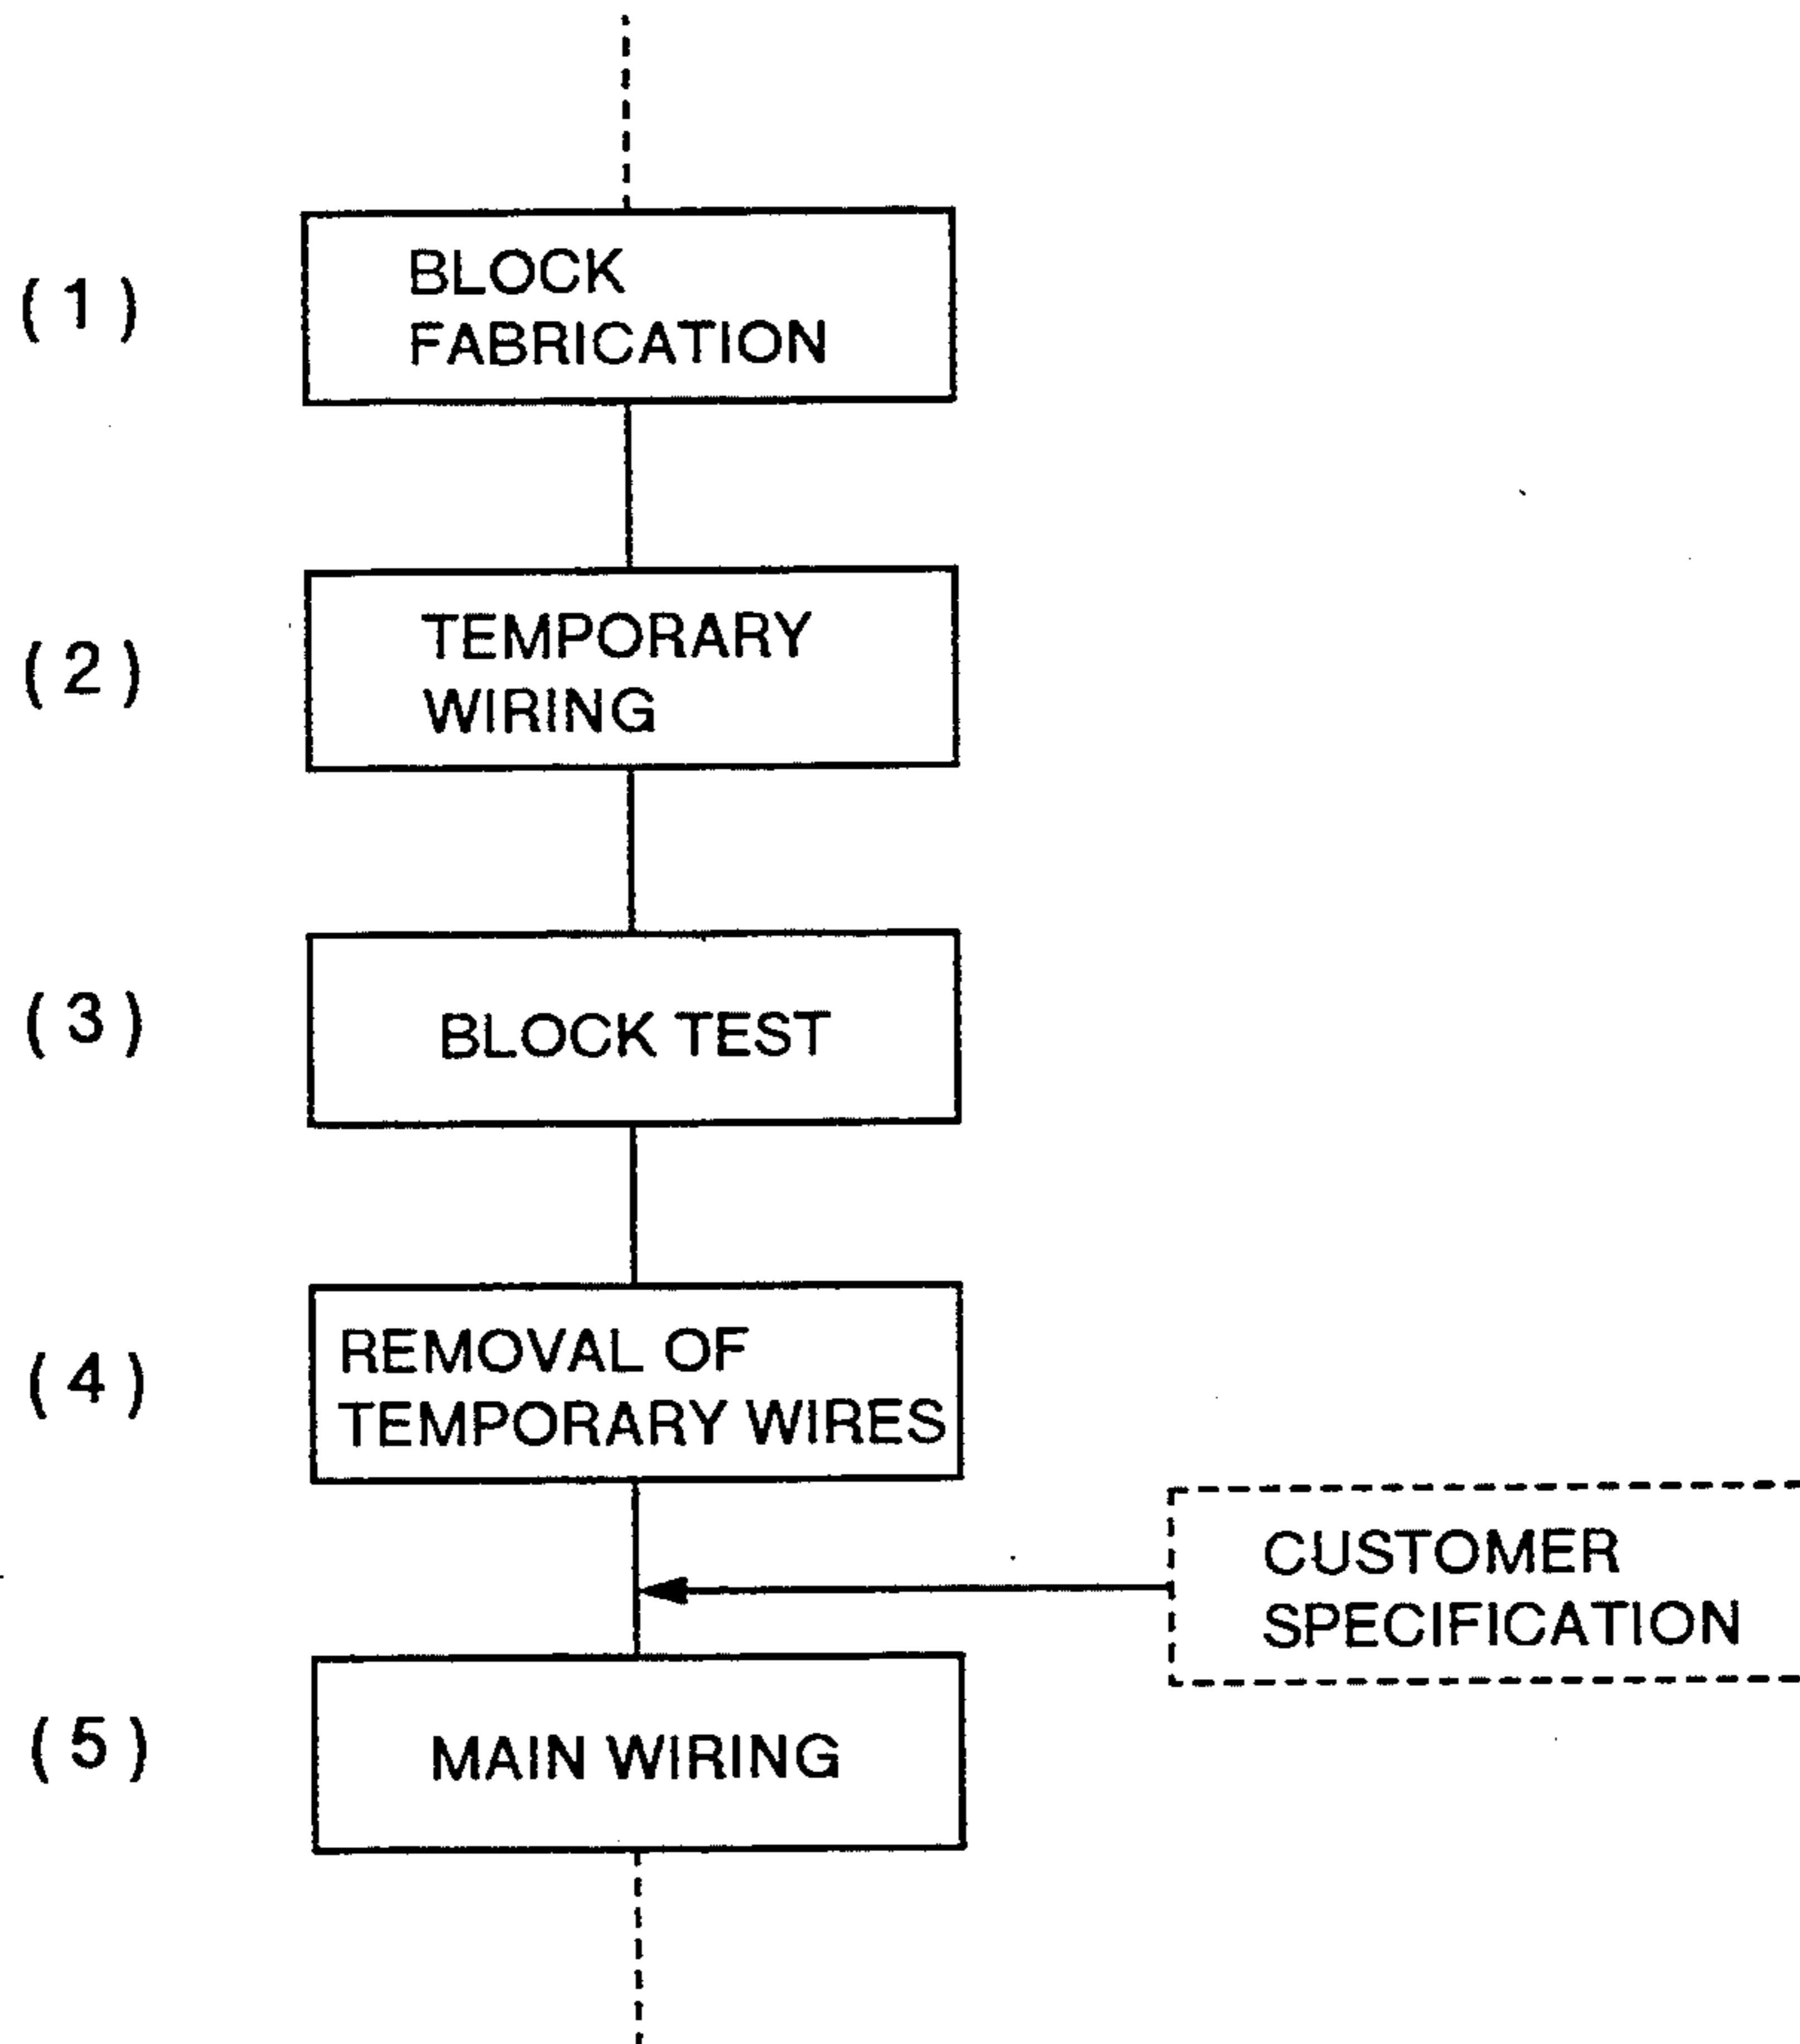 (1)
BLOCK
FABRICATION
(2)
TEMPORARY
WIRING
(3)
BLOCK TEST
(4)
REMOVAL OF
TEMPORARY WIRES
CUSTOMER
SPECIFICATION
(5)
MAIN WIRING